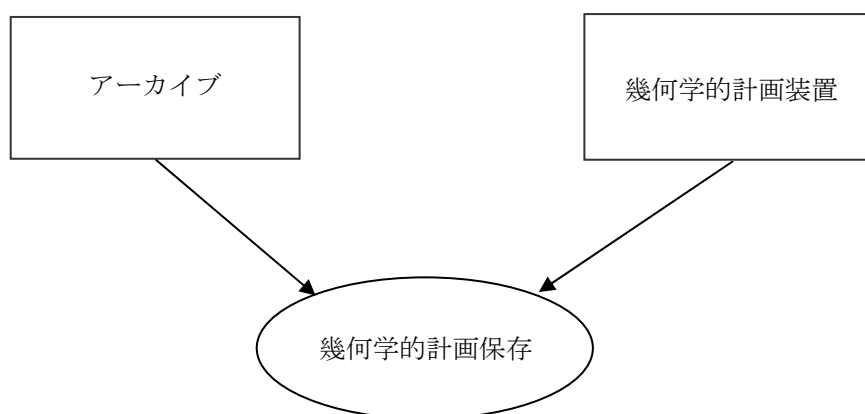 アーカイブ
幾何学的計画装置
幾何学的計画保存